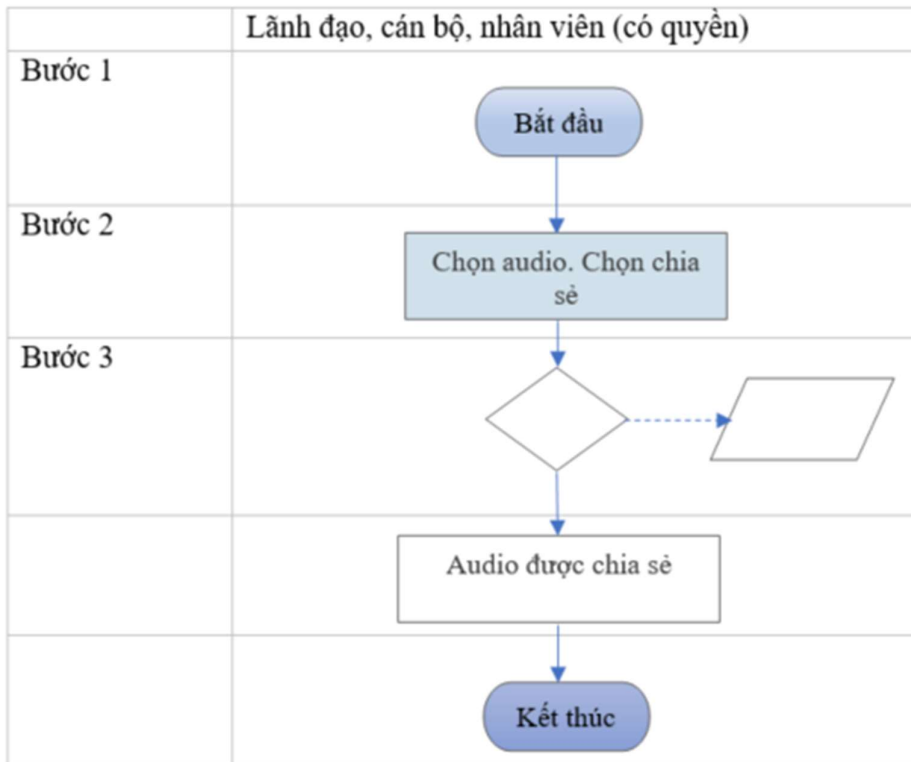 Lãnh đạo, cán bộ, nhân viên (có quyền)
Bước 1
Bắt đầu
Bước 2
Chọn audio. Chọn chia
sẻ
Bước 3
Audio được chia sẻ
Kết thúc